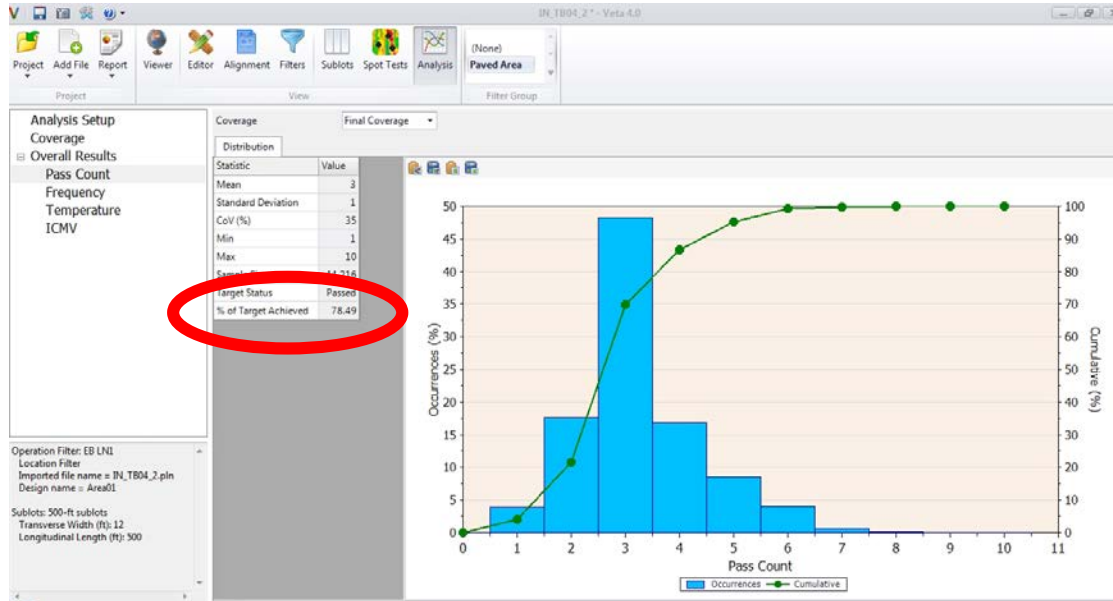 IN_TB04_2* - Veta 4.0
Project Add File Report Viewer Editor Alignment Filters Sublots Spot Tests Analysis
(None)
Paved Area
Project View Filter Group
Analysis Setup
Coverage
Overall Results
Pass Count
Frequency
Temperature
ICMV
Operation Filter: EB LN1
Location Filter
Imported file name = IN_TB04_2.pln
Design name = Area01
Sublots: 500-ft sublots
Transverse Width (ft): 12
Longitudinal Length (ft): 500
Coverage Final Coverage
Distribution
Statistic Value
Mean 3
Standard Deviation 1
CoV (%) 35
Min 1
Max 10
Target Status Passed
% of Target Achieved 78.49
50
45
40
35
30
25
20
15
10
5
0
Occurrences (%)
100
90
80
70
60
50
40
30
20
10
0
Cumulative (%)
0 1 2 3 4 5 6 7 8 9 10 11
Pass Count
Occurrences Cumulative